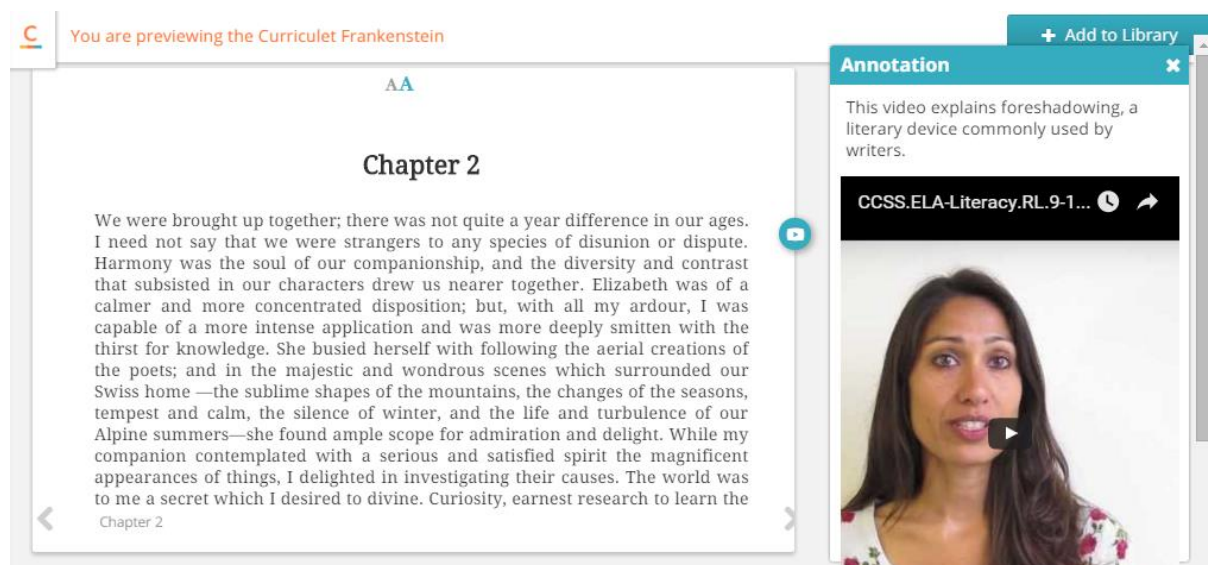 C
You are previewing the Curriculet Frankenstein
+ Add to Library
AA
Chapter 2
We were brought up together; there was not quite a year difference in our ages.
I need not say that we were strangers to any species of disunion or dispute.
Harmony was the soul of our companionship, and the diversity and contrast
that subsisted in our characters drew us nearer together. Elizabeth was of a
calmer and more concentrated disposition; but, with all my ardour, I was
capable of a more intense application and was more deeply smitten with the
thirst for knowledge. She busied herself with following the aerial creations of
the poets; and in the majestic and wondrous scenes which surrounded our
Swiss home —the sublime shapes of the mountains, the changes of the seasons,
tempest and calm, the silence of winter, and the life and turbulence of our
Alpine summers—she found ample scope for admiration and delight. While my
companion contemplated with a serious and satisfied spirit the magnificent
appearances of things, I delighted in investigating their causes. The world was
to me a secret which I desired to divine. Curiosity, earnest research to learn the
Chapter 2
Annotation
This video explains foreshadowing, a
literary device commonly used by
writers.
CCSS.ELA-Literacy.RL.9-1...